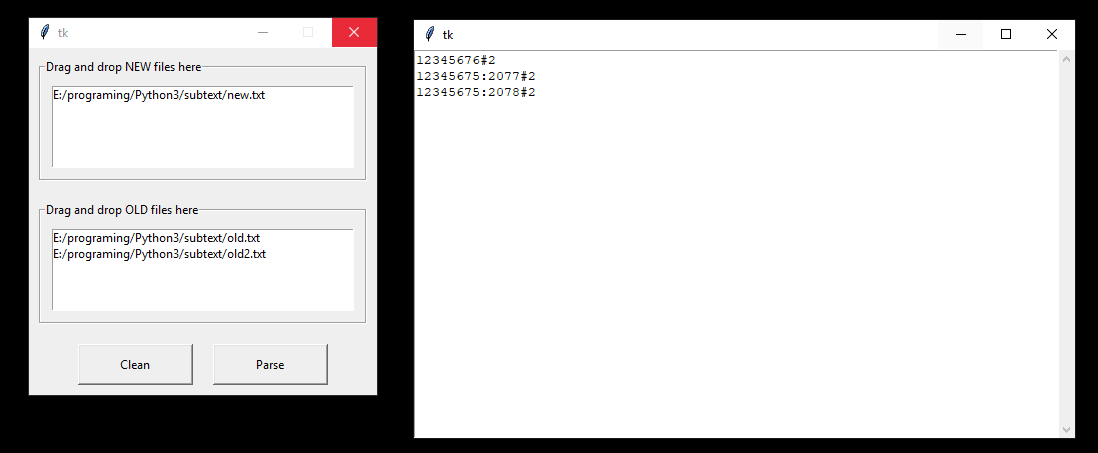 tk
Drag and drop NEW files here
E:/programing/Python3/subtext/new.txt
Drag and drop OLD files here
E:/programing/Python3/subtext/old.txt
E:/programing/Python3/subtext/old2.txt
Clean
Parse
tk
12345676#2
12345675:2077#2
12345675:2078#2